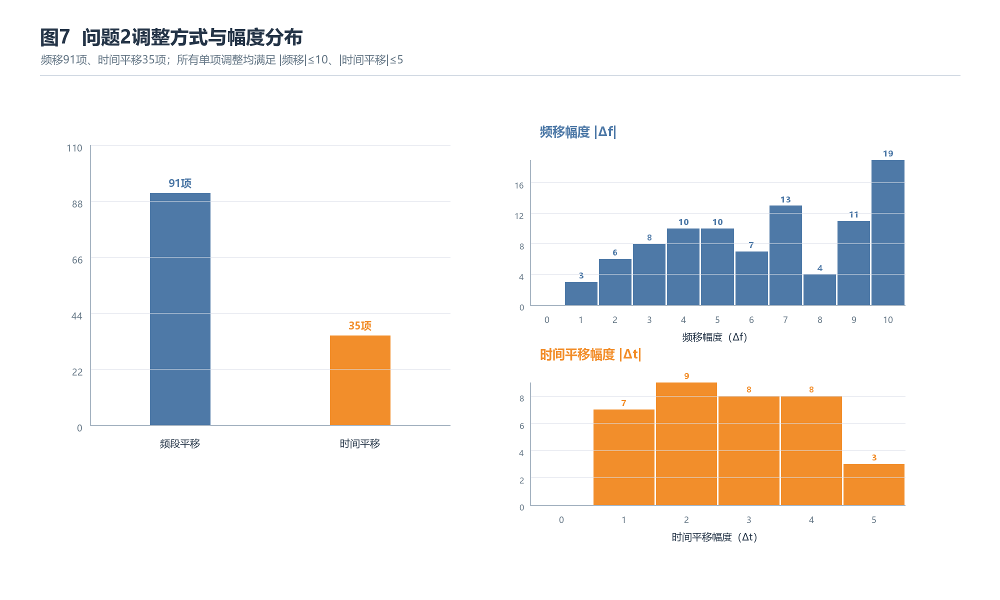 图7 问题2调整方式与幅度分布
频移91项、时间平移35项；所有单项调整均满足 |频移|≤10、|时间平移|≤5
110
88
66
44
22
0
91项
35项
频段平移
时间平移
频移幅度 |Δf|
16
12
8
4
0
3
6
8
10
10
7
13
4
11
19
0 1 2 3 4 5 6 7 8 9 10
频移幅度（Δf）
时间平移幅度 |Δt|
8
6
4
2
0
7
9
8
8
3
0 1 2 3 4 5
时间平移幅度（Δt）